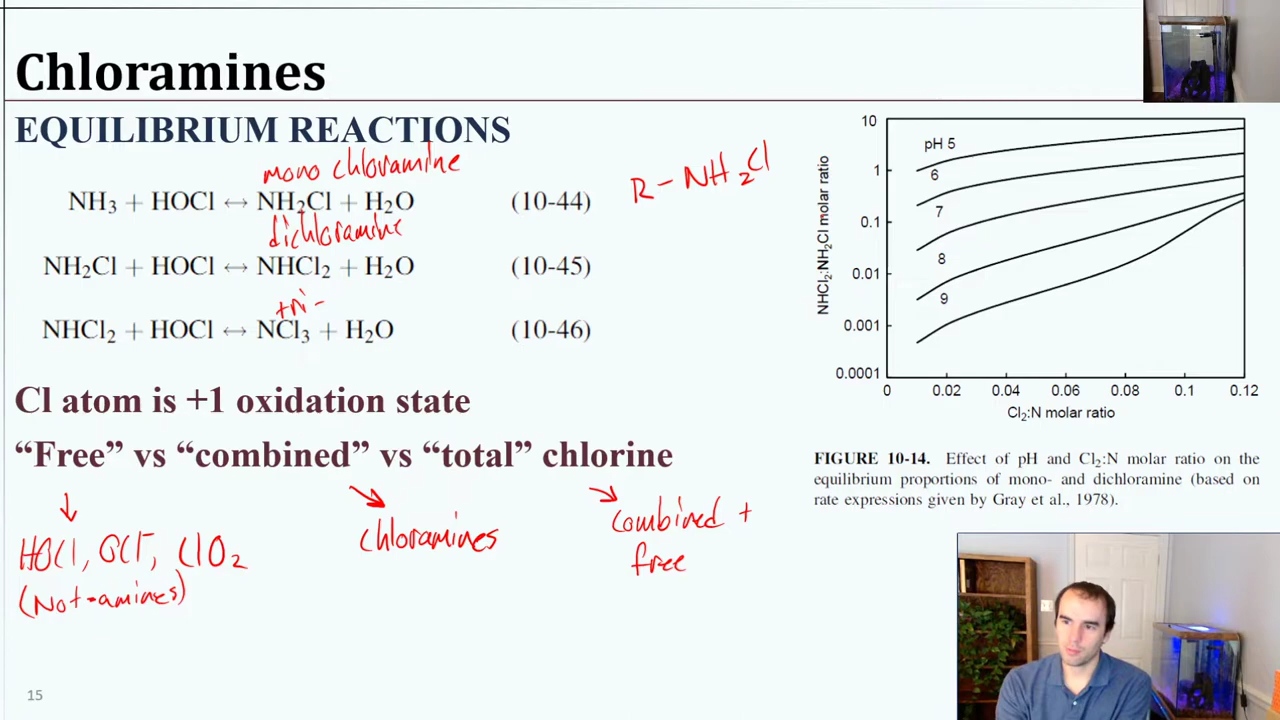 Chloramines
EQUILIBRIUM REACTIONS
mono chloramine
NH₃ + HOCl ↔ NH₂Cl + H₂O (10-44)
R - NH₂Cl
dichloramine
NH₂Cl + HOCl ↔ NHCl₂ + H₂O (10-45)
tri -
NHCl₂ + HOCl ↔ NCl₃ + H₂O (10-46)
Cl atom is +1 oxidation state
“Free” vs “combined” vs “total” chlorine
HOCl, OCl⁻, ClO₂
(Not -amines)
chloramines
combined +
free
15
NHCl₂:NH₂Cl molar ratio
10
1
0.1
0.01
0.001
0.0001
pH 5
6
7
8
9
0 0.02 0.04 0.06 0.08 0.1 0.12
Cl₂:N molar ratio
FIGURE 10-14. Effect of pH and Cl₂:N molar ratio on the
equilibrium proportions of mono- and dichloramine (based on
rate expressions given by Gray et al., 1978).